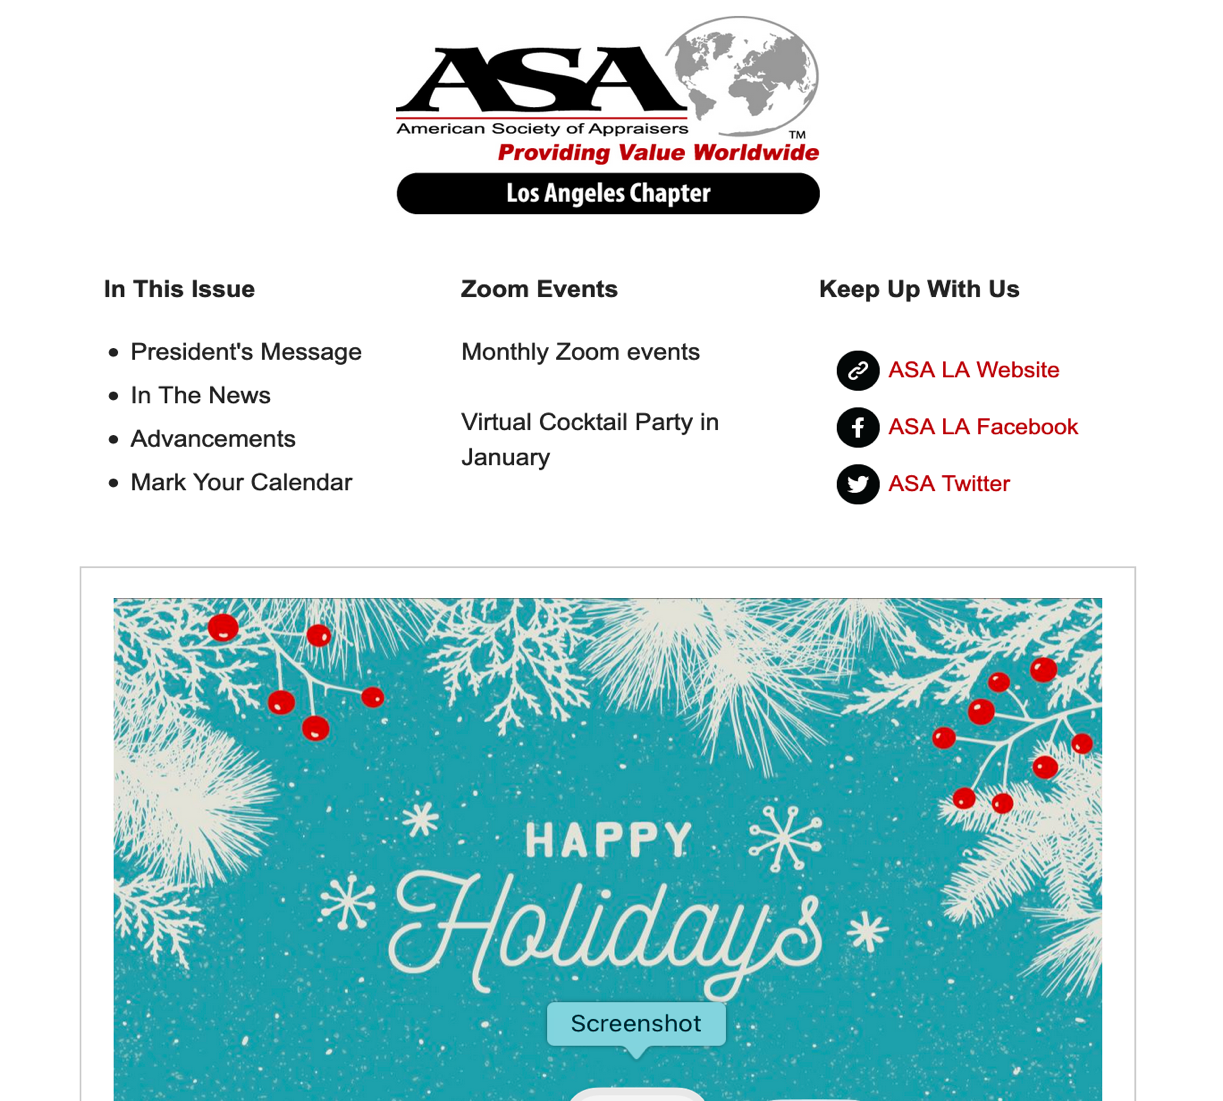 ASA
American Society of Appraisers
TM
Providing Value Worldwide
Los Angeles Chapter
In This Issue
President's Message
In The News
Advancements
Mark Your Calendar
Zoom Events
Monthly Zoom events
Virtual Cocktail Party in
January
Keep Up With Us
ASA LA Website
ASA LA Facebook
ASA Twitter
HAPPY
Holidays
Screenshot